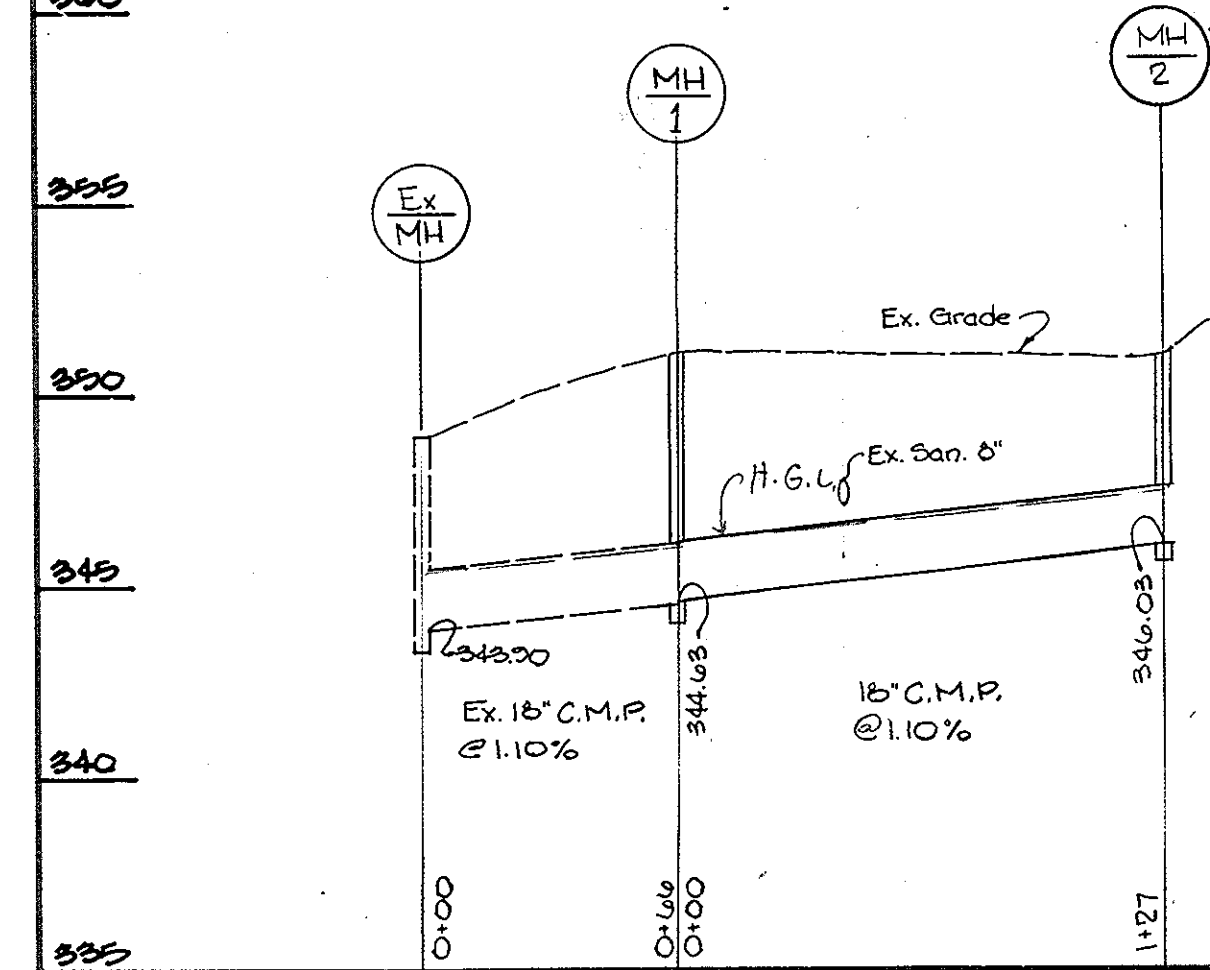 360
MH
1
MH
2
355
Ex
MH
Ex. Grade
350
H.G.L.
Ex. San. 8"
345
343.90
344.63
346.03
Ex. 18" C.M.P.
@ 1.10%
18" C.M.P.
@ 1.10%
340
0+00
0+66
0+00
1+27
335